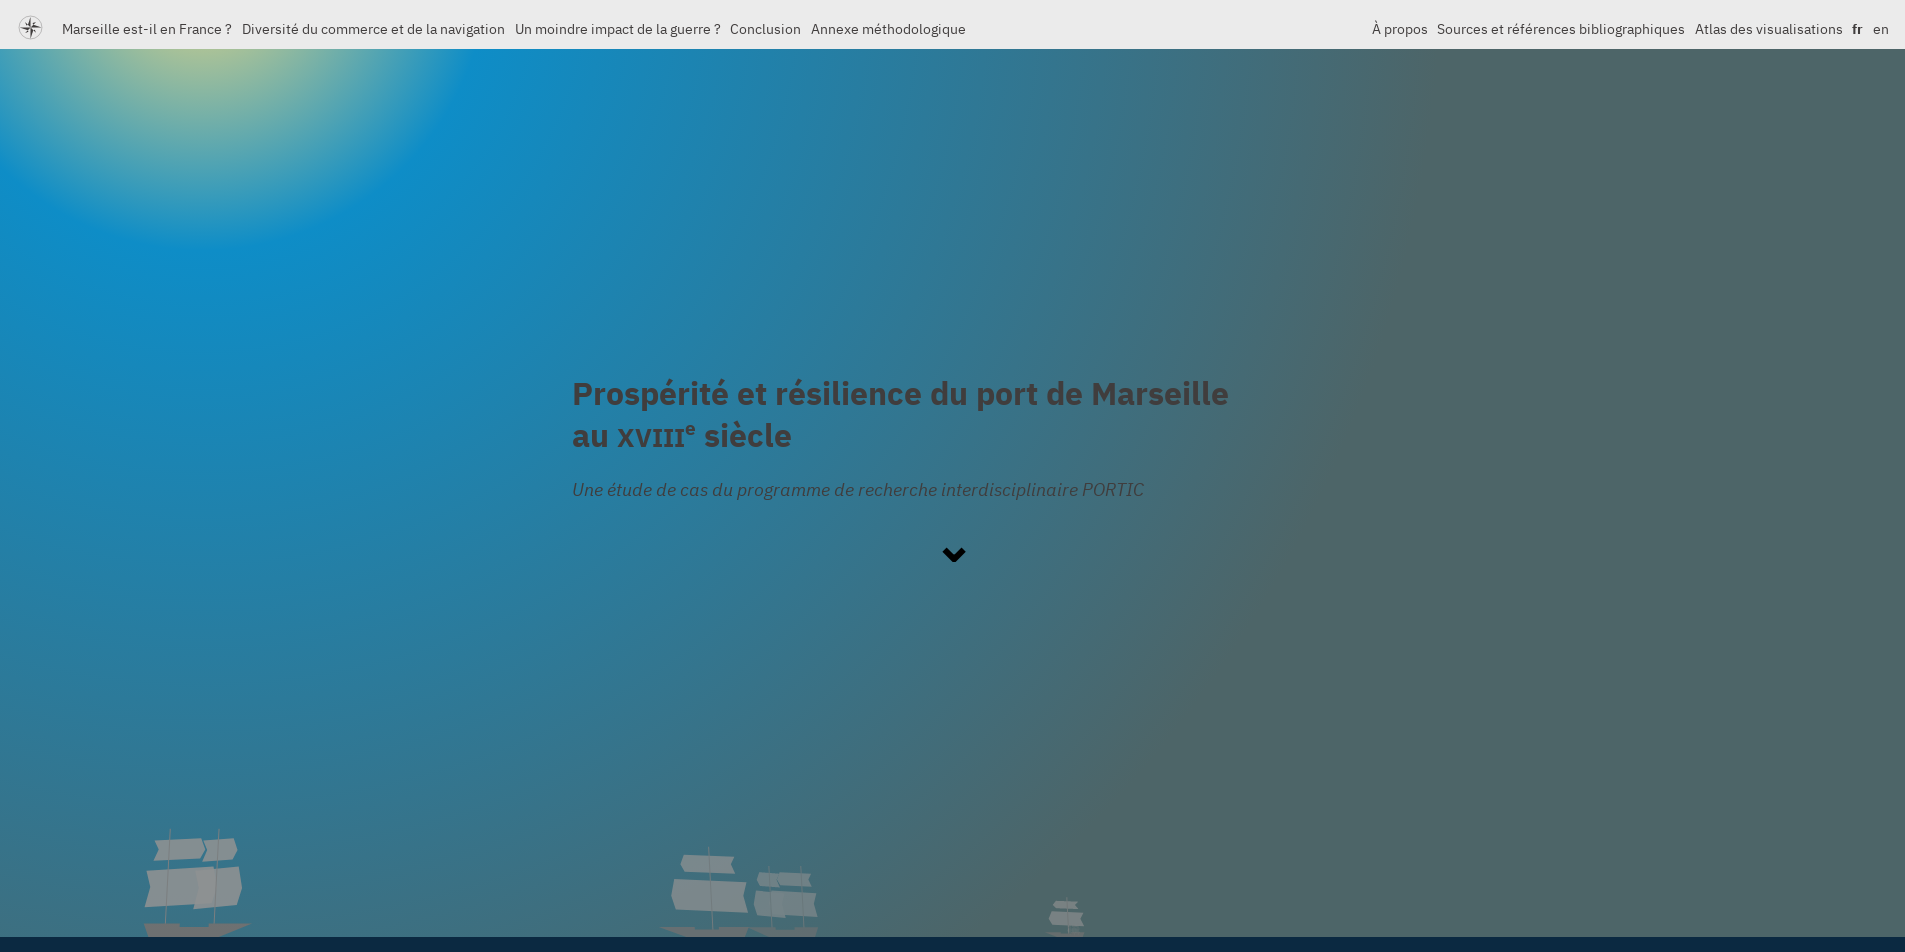 Marseille est-il en France ? Diversité du commerce et de la navigation Un moindre impact de la guerre ? Conclusion Annexe méthodologique À propos Sources et références bibliographiques Atlas des visualisations fr en
Prospérité et résilience du port de Marseille
au XVIIIe siècle
Une étude de cas du programme de recherche interdisciplinaire PORTIC